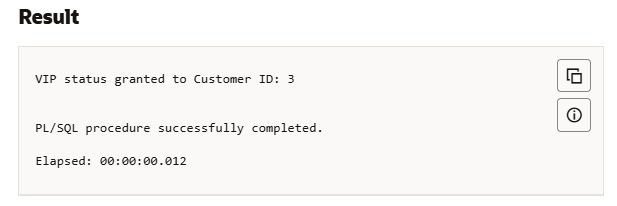 Result
VIP status granted to Customer ID: 3
PL/SQL procedure successfully completed.
Elapsed: 00:00:00.012